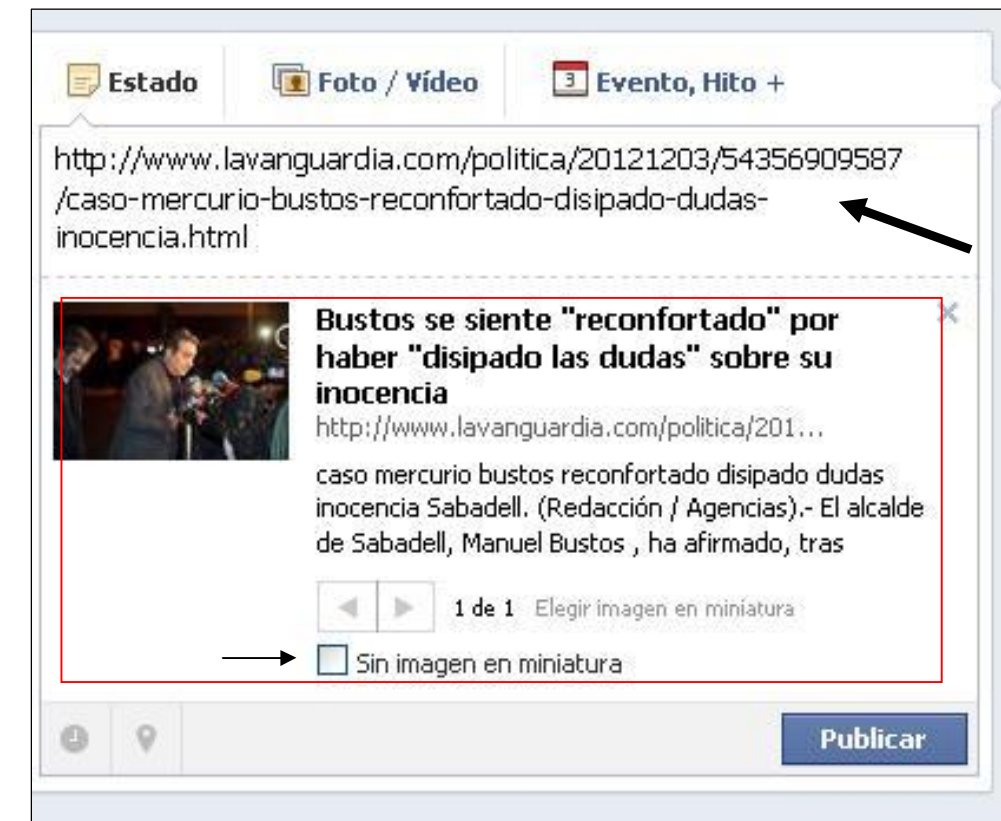 Estado Foto / Vídeo Evento, Hito +
http://www.lavanguardia.com/politica/20121203/54356909587
/caso-mercurio-bustos-reconfortado-disipado-dudas-
inocencia.html
Bustos se siente "reconfortado" por
haber "disipado las dudas" sobre su
inocencia
http://www.lavanguardia.com/politica/201...
caso mercurio bustos reconfortado disipado dudas
inocencia Sabadell. (Redacción / Agencias).- El alcalde
de Sabadell, Manuel Bustos , ha afirmado, tras
1 de 1 Elegir imagen en miniatura
Sin imagen en miniatura
Publicar